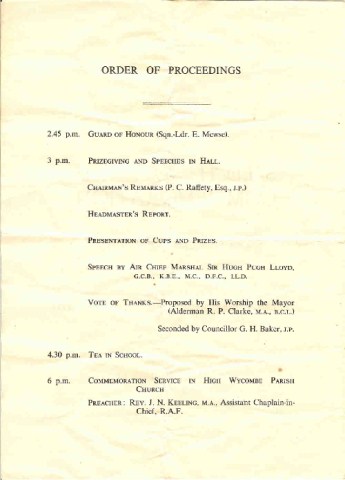 ORDER OF PROCEEDINGS
2.45 p.m. GUARD OF HONOUR (Sqn.-Ldr. E. Mewse).
3 p.m. PRIZEGIVING AND SPEECHES IN HALL.
CHAIRMAN'S REMARKS (P. C. Raffety, Esq., J.P.)
HEADMASTER'S REPORT.
PRESENTATION OF CUPS AND PRIZES.
SPEECH BY AIR CHIEF MARSHAL SIR HUGH PUGH LLOYD,
G.C.B., K.B.E., M.C., D.F.C., LL.D.
VOTE OF THANKS.—Proposed by His Worship the Mayor
(Alderman R. P. Clarke, M.A., B.C.L.)
Seconded by Councillor G. H. Baker, J.P.
4.30 p.m. TEA IN SCHOOL.
6 p.m. COMMEMORATION SERVICE IN HIGH WYCOMBE PARISH
CHURCH
PREACHER: REV. J. N. KEELING, M.A., Assistant Chaplain-in-
Chief, R.A.F.